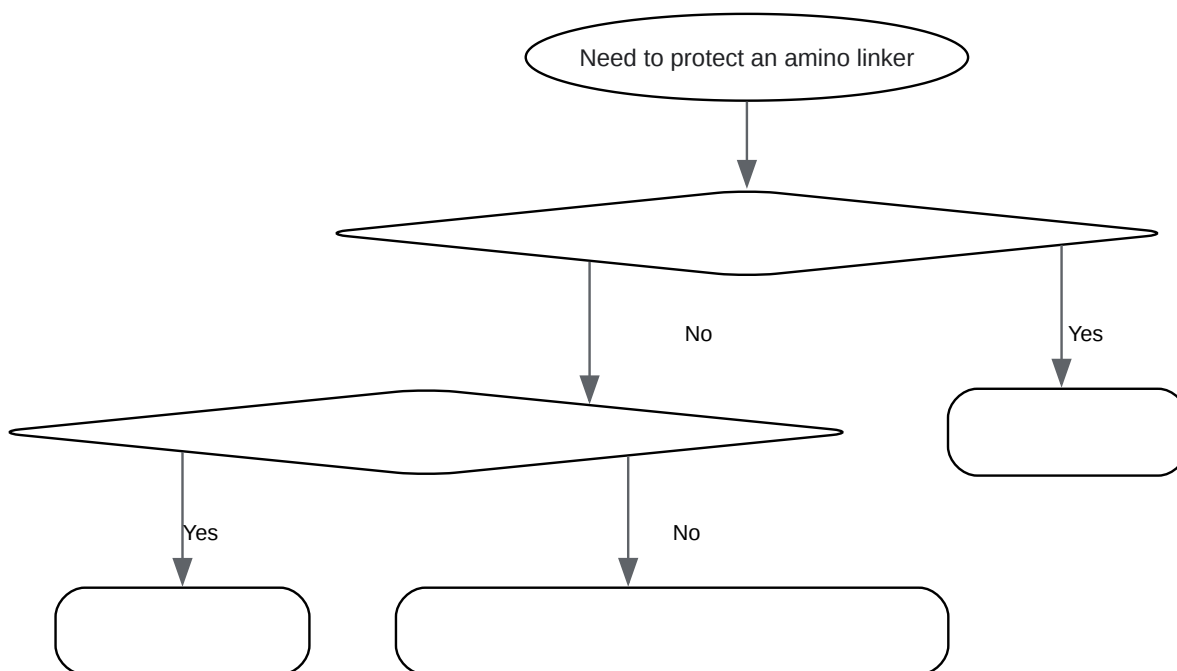 Need to protect an amino linker
No
Yes
Yes
No